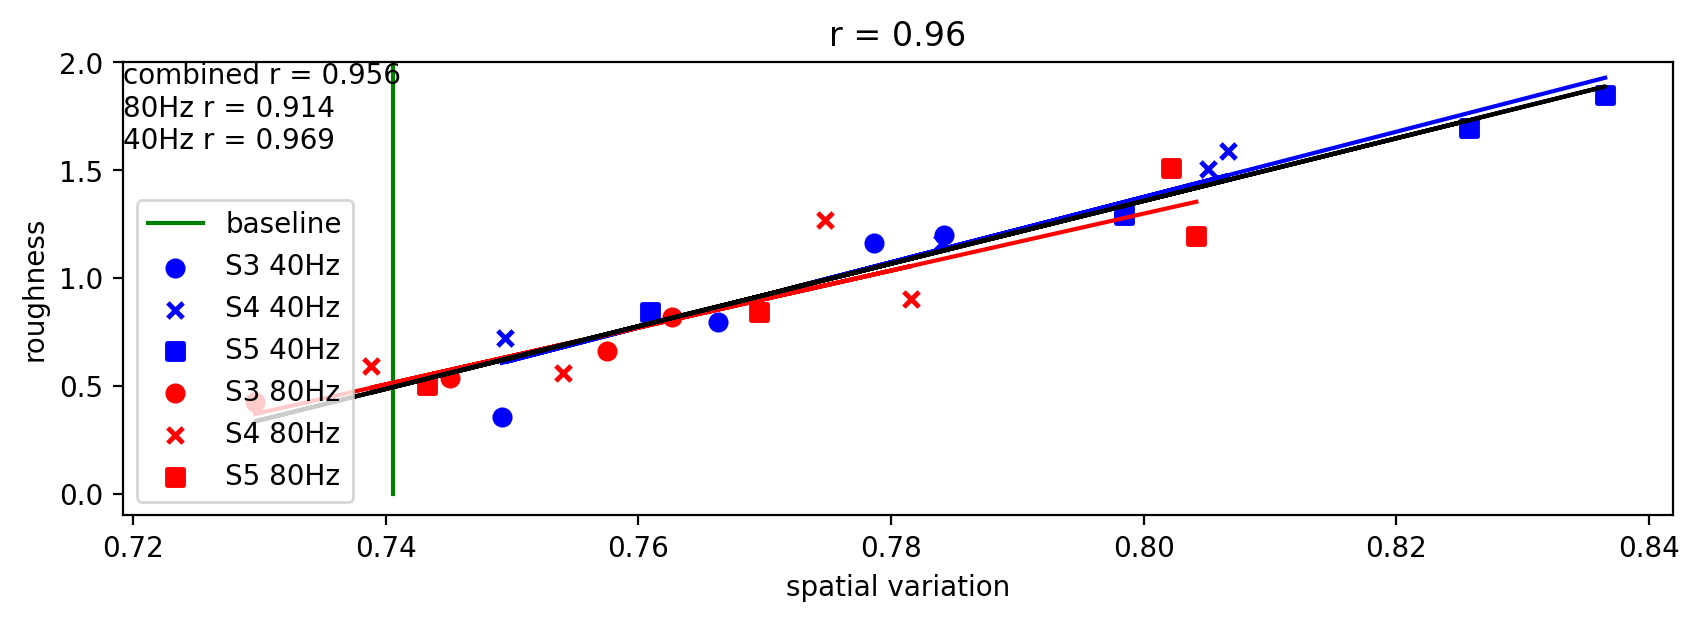 r = 0.96
combined r = 0.956
80Hz r = 0.914
40Hz r = 0.969
baseline
S3 40Hz
S4 40Hz
S5 40Hz
S3 80Hz
S4 80Hz
S5 80Hz
roughness
2.0
1.5
1.0
0.5
0.0
0.72 0.74 0.76 0.78 0.80 0.82 0.84
spatial variation